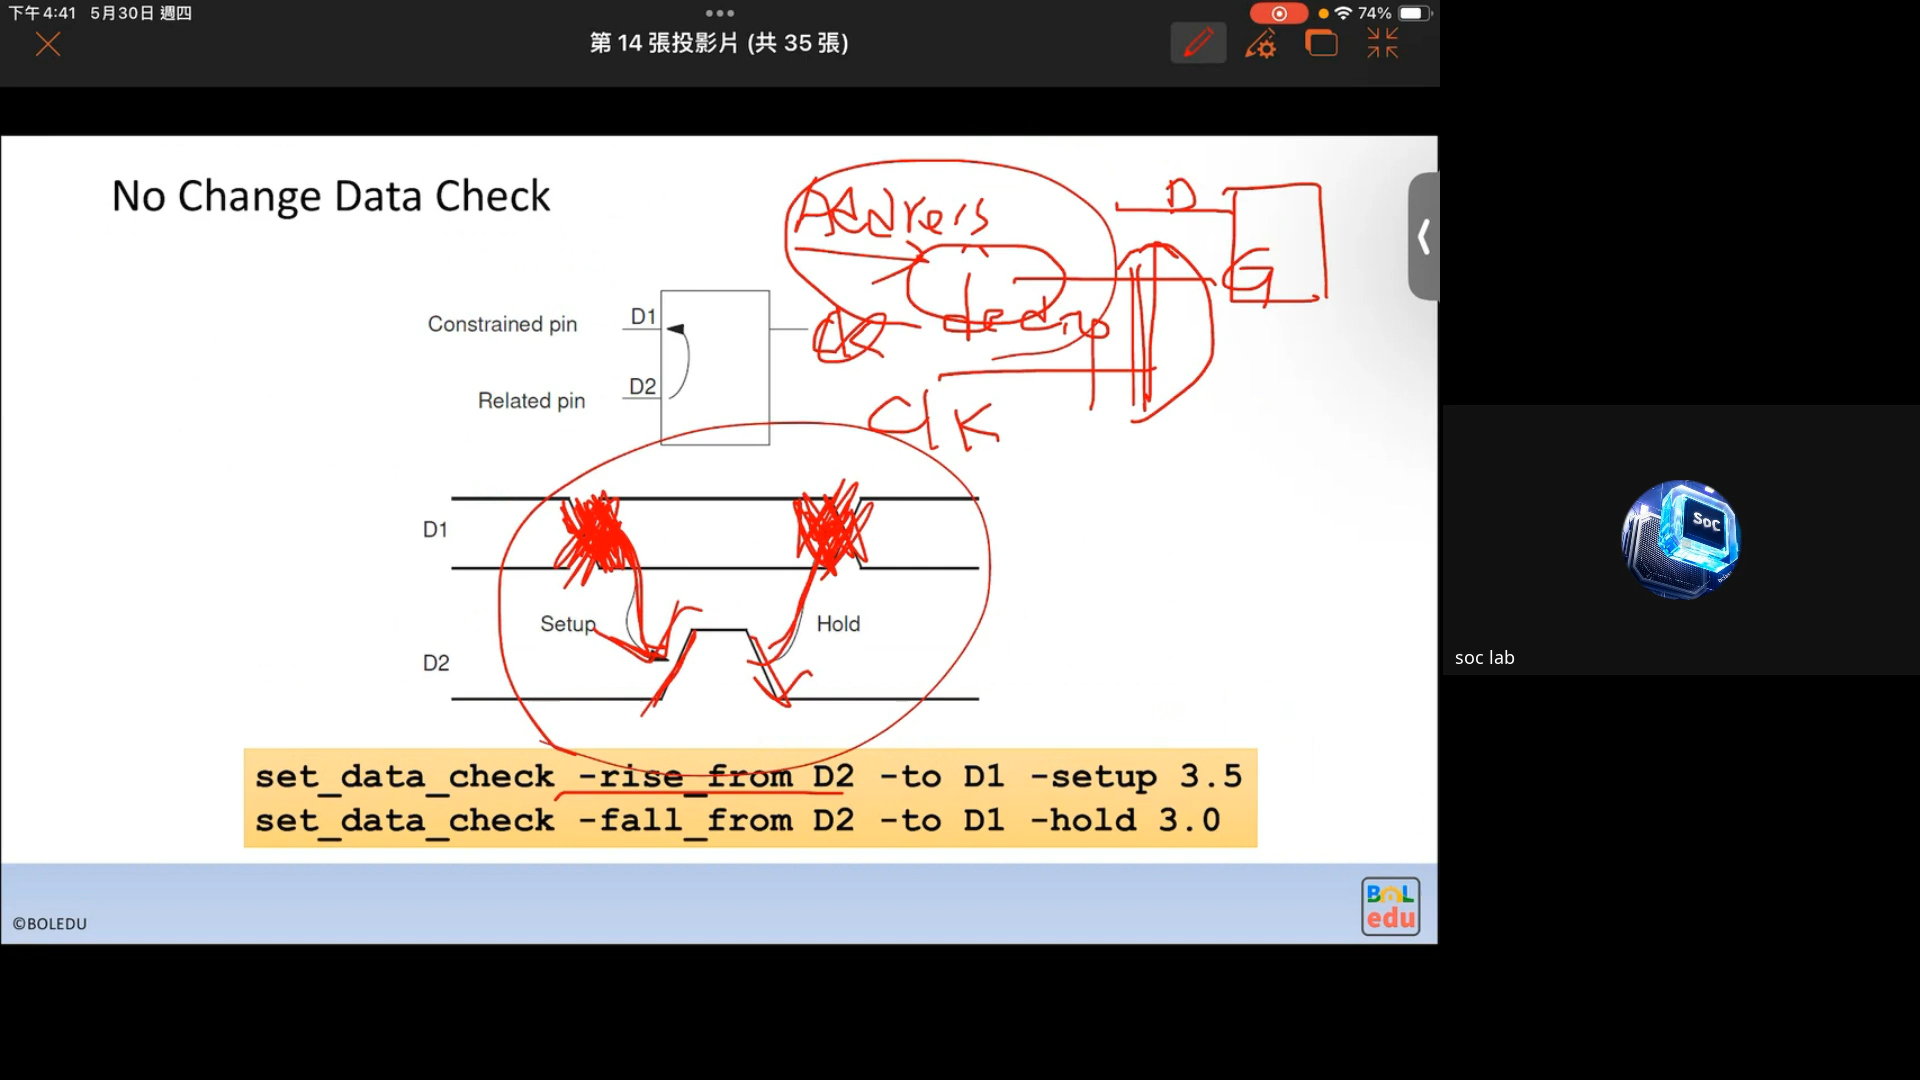 下午4:41 5月30日 週四
74%
第 14 張投影片 (共 35 張)
No Change Data Check
Address
D
G
Constrained pin
D1
CK
Related pin
D2
ClK
D1
Setup
Hold
D2
set_data_check -rise_from D2 -to D1 -setup 3.5
set_data_check -fall_from D2 -to D1 -hold 3.0
©BOLEDU
BOL
edu
SoC
soc lab